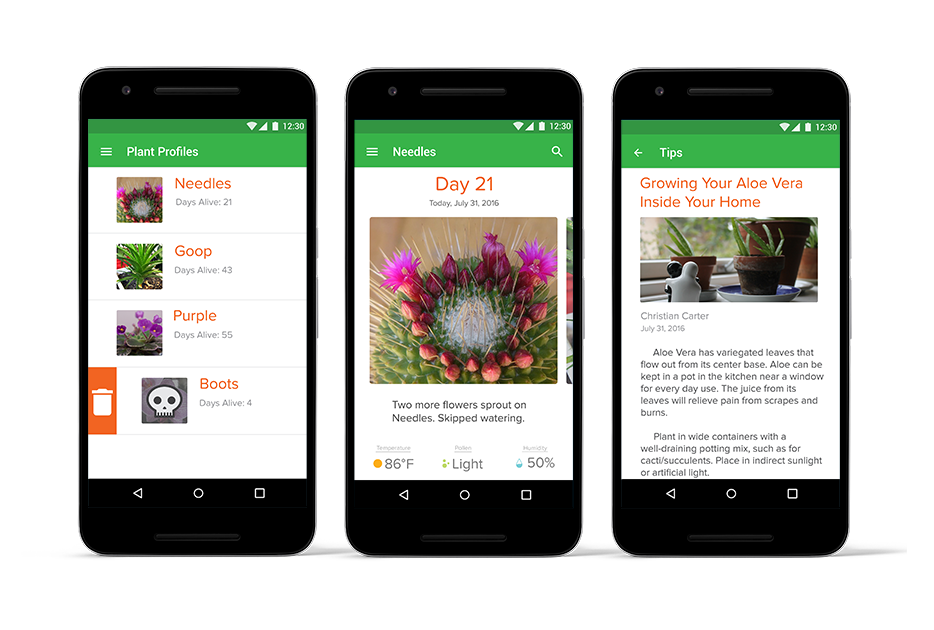 12:30
Plant Profiles
Needles
Days Alive: 21
Goop
Days Alive: 43
Purple
Days Alive: 55
Boots
Days Alive: 4
12:30
Needles
Day 21
Today, July 31, 2016
Two more flowers sprout on
Needles. Skipped watering.
Temperature Pollen Humidity
86°F Light 50%
12:30
Tips
Growing Your Aloe Vera
Inside Your Home
Christian Carter
July 31, 2016
Aloe Vera has variegated leaves that
flow out from its center base. Aloe can be
kept in a pot in the kitchen near a window
for every day use. The juice from its
leaves will relieve pain from scrapes and
burns.
Plant in wide containers with a
well-draining potting mix, such as for
cacti/succulents. Place in indirect sunlight
or artificial light.